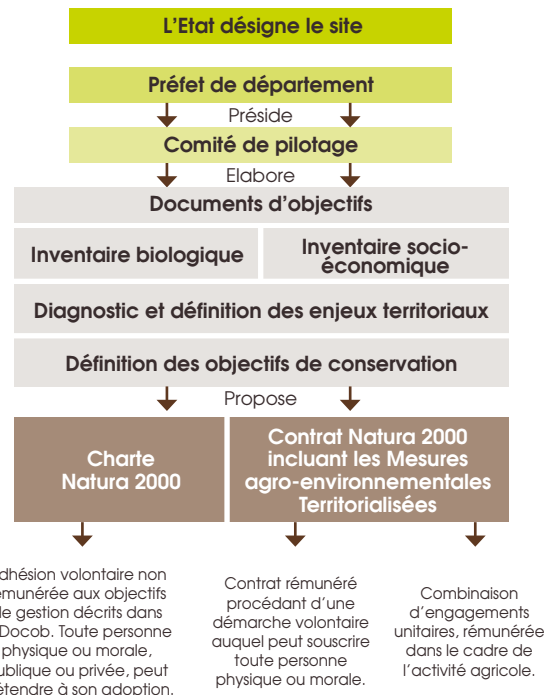 L'Etat désigne le site
Préfet de département
Préside
Comité de pilotage
Elabore
Documents d'objectifs
Inventaire biologique
Inventaire socio-
économique
Diagnostic et définition des enjeux territoriaux
Définition des objectifs de conservation
Propose
Charte
Natura 2000
Contrat Natura 2000
incluant les Mesures
agro-environnementales
Territorialisées
dhésion volontaire non
émunérée aux objectifs
de gestion décrits dans
Docob. Toute personne
physique ou morale,
ublique ou privée, peut
étendre à son adoption.
Contrat rémunéré
procédant d'une
démarche volontaire
auquel peut souscrire
toute personne
physique ou morale.
Combinaison
d'engagements
unitaires, rémunérée
dans le cadre de
l'activité agricole.